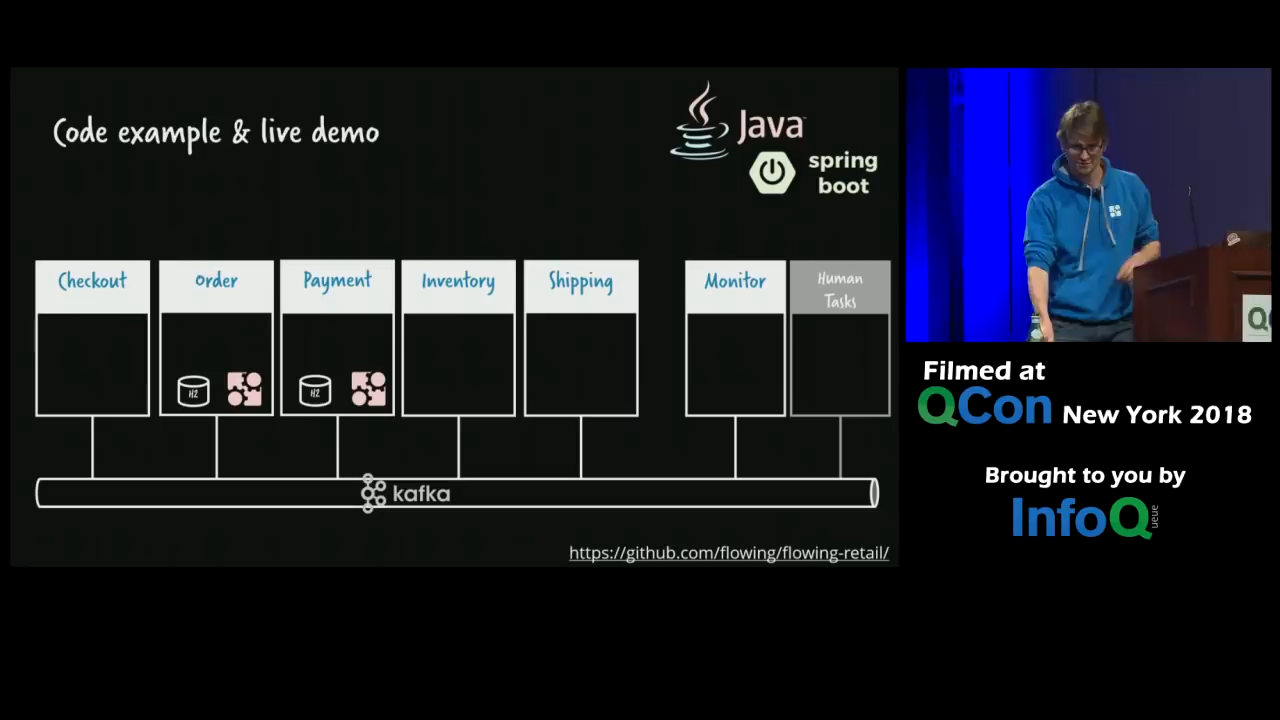 Code example & live demo
Java
spring
boot
Checkout
Order
Payment
Inventory
Shipping
Monitor
Human
Tasks
H2
H2
kafka
https://github.com/flowing/flowing-retail/
Q
Filmed at
QCon New York 2018
Brought to you by
InfoQ
ueue